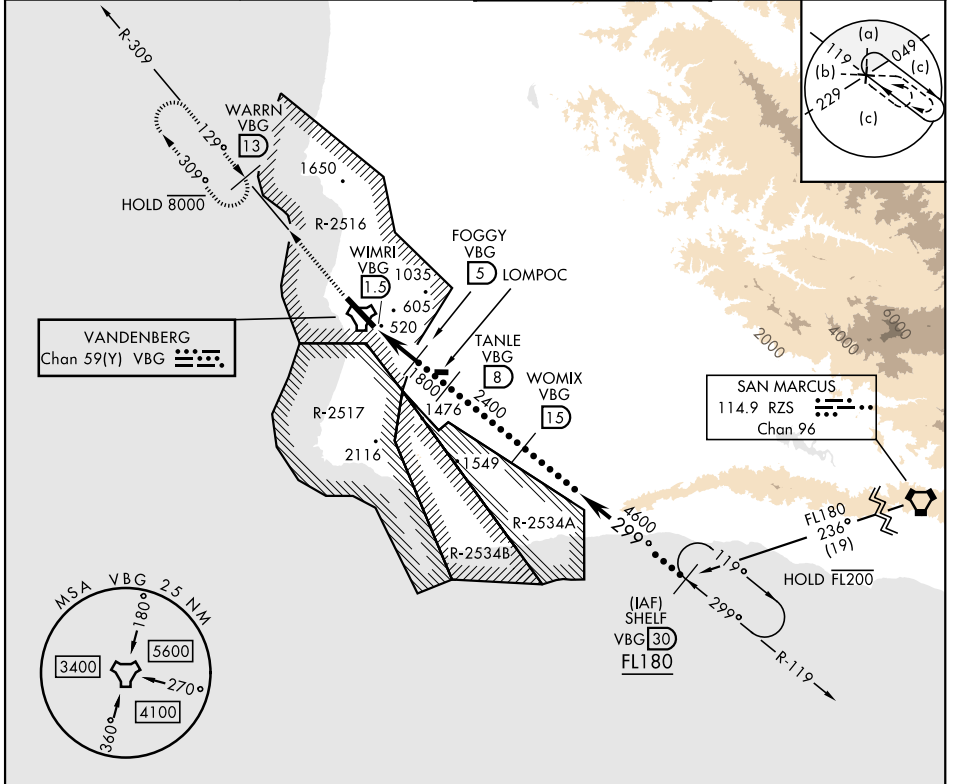 R-309
129°
309°
HOLD 8000
WARRN
VBG
13
1650
R-2516
WIMRI
VBG
1.5
1035
605
520
FOGGY
VBG
5
LOMPOC
VANDENBERG
Chan 59(Y) VBG
TANLE
VBG
8
1800
2400
1476
WOMIX
VBG
15
R-2517
2116
1549
R-2534A
R-2534B
4600
299°
119°
299°
R-119
(IAF)
SHELF
VBG 30
FL180
HOLD FL200
FL180
236°
(19)
SAN MARCUS
114.9 RZS
Chan 96
2000
4000
6000
(a)
119
049
(b)
(c)
229
(c)
MSA VBG 25 NM
180°
3400
5600
270°
4100
360°